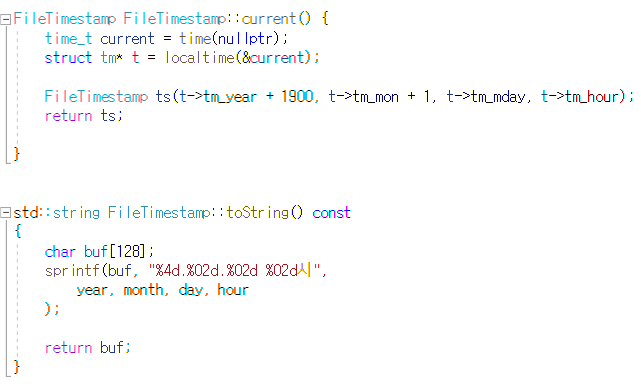 FileTimestamp FileTimestamp::current() {
time_t current = time(nullptr);
struct tm* t = localtime(&current);
FileTimestamp ts(t->tm_year + 1900, t->tm_mon + 1, t->tm_mday, t->tm_hour);
return ts;
}
std::string FileTimestamp::toString() const
{
char buf[128];
sprintf(buf, "%4d.%02d.%02d %02d시",
year, month, day, hour
);
return buf;
}